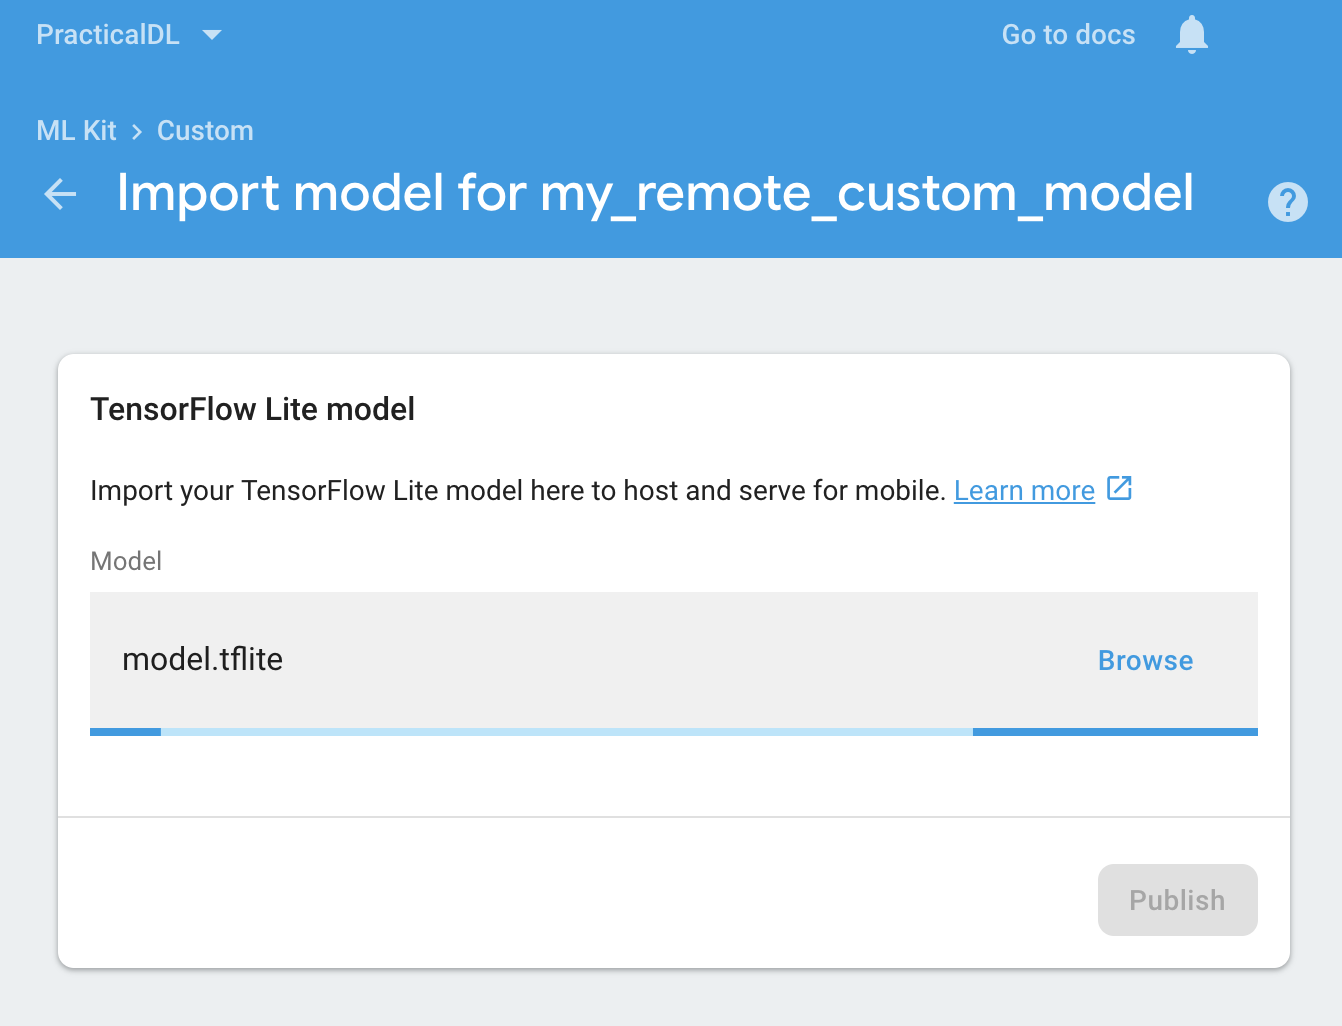 PracticalDL
Go to docs
ML Kit > Custom
Import model for my_remote_custom_model
?
TensorFlow Lite model
Import your TensorFlow Lite model here to host and serve for mobile. Learn more
Model
model.tflite
Browse
Publish